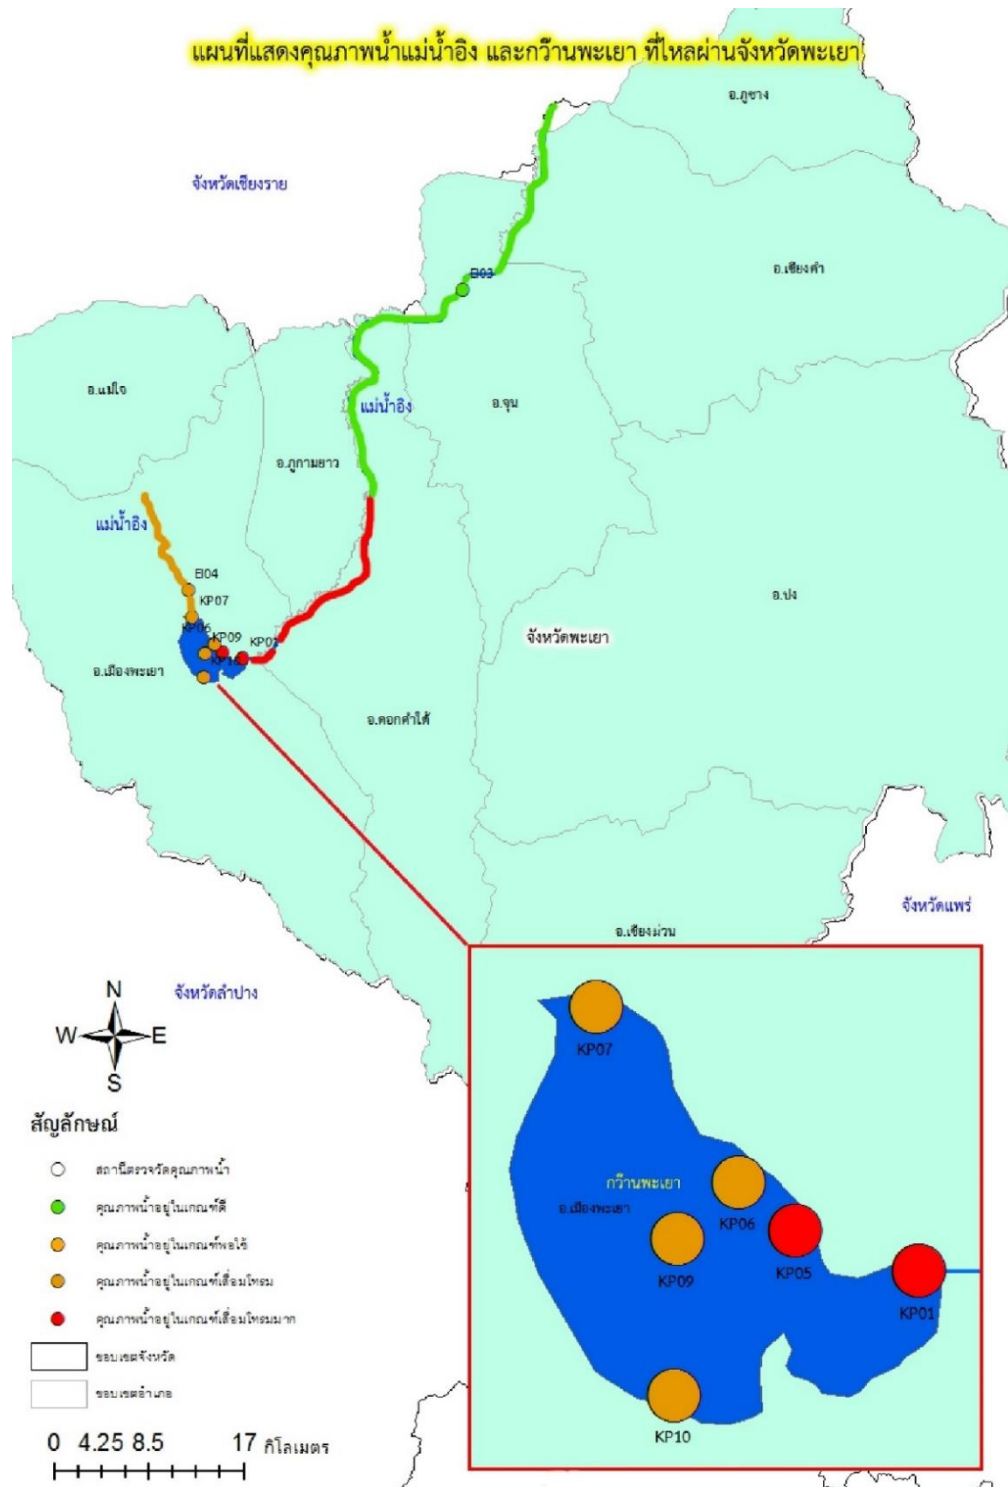 แผนที่แสดงคุณภาพน้ำแม่น้ำอิง และกว๊านพะเยา ที่ไหลผ่านจังหวัดพะเยา
อ.ภูซาง
จังหวัดเชียงราย
อ.เชียงคำ
EI03
อ.แม่ใจ
แม่น้ำอิง
อ.จุน
อ.ภูกามยาว
แม่น้ำอิง
EI04
KP07
อ.ปง
KP06
KP09
KP01
จังหวัดพะเยา
KP10
อ.เมืองพะเยา
อ.ดอกคำใต้
จังหวัดแพร่
อ.เชียงม่วน
จังหวัดลำปาง
N
W
E
S
KP07
กว๊านพะเยา
อ.เมืองพะเยา
KP06
KP05
KP09
KP01
KP10
สัญลักษณ์
สถานีตรวจวัดคุณภาพน้ำ
คุณภาพน้ำอยู่ในเกณฑ์ดี
คุณภาพน้ำอยู่ในเกณฑ์พอใช้
คุณภาพน้ำอยู่ในเกณฑ์เสื่อมโทรม
คุณภาพน้ำอยู่ในเกณฑ์เสื่อมโทรมมาก
ขอบเขตจังหวัด
ขอบเขตอำเภอ
0 4.25 8.5 17 กิโลเมตร